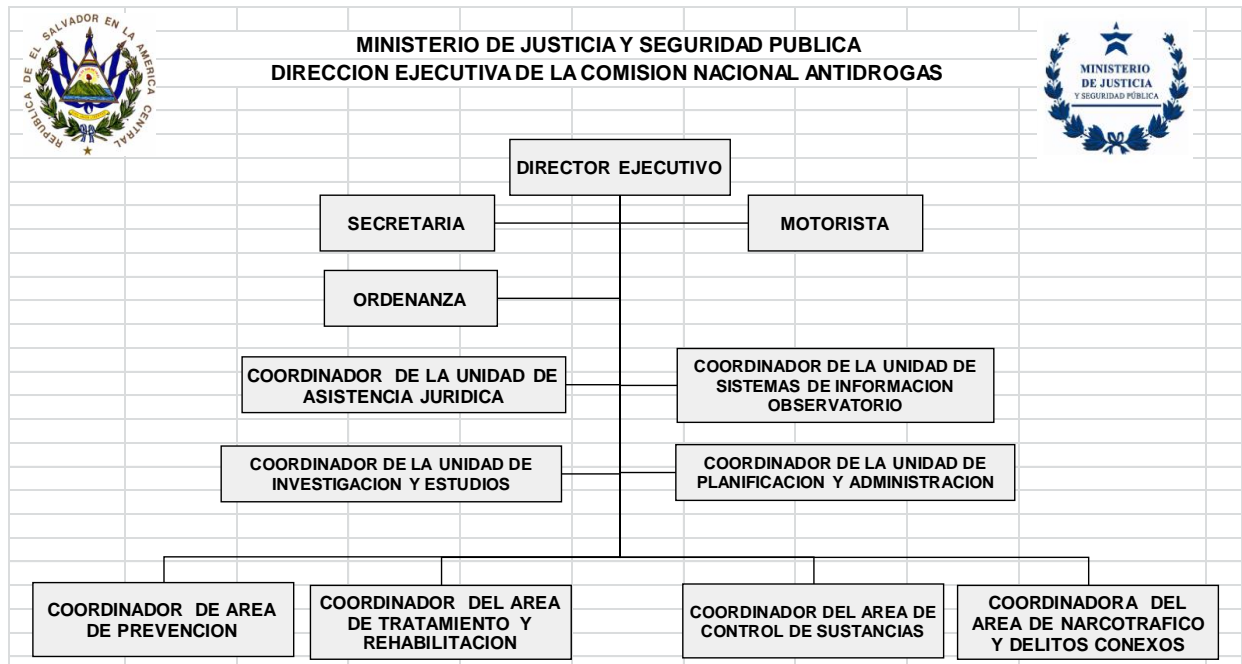 REPUBLICA DE EL SALVADOR EN LA AMERICA CENTRAL
MINISTERIO DE JUSTICIA Y SEGURIDAD PUBLICA
DIRECCION EJECUTIVA DE LA COMISION NACIONAL ANTIDROGAS
MINISTERIO
DE JUSTICIA
Y SEGURIDAD PÚBLICA
DIRECTOR EJECUTIVO
SECRETARIA
MOTORISTA
ORDENANZA
COORDINADOR DE LA UNIDAD DE
ASISTENCIA JURIDICA
COORDINADOR DE LA UNIDAD DE
SISTEMAS DE INFORMACION
OBSERVATORIO
COORDINADOR DE LA UNIDAD DE
INVESTIGACION Y ESTUDIOS
COORDINADOR DE LA UNIDAD DE
PLANIFICACION Y ADMINISTRACION
COORDINADOR DE AREA
DE PREVENCION
COORDINADOR DEL AREA
DE TRATAMIENTO Y
REHABILITACION
COORDINADOR DEL AREA DE
CONTROL DE SUSTANCIAS
COORDINADORA DEL
AREA DE NARCOTRAFICO
Y DELITOS CONEXOS